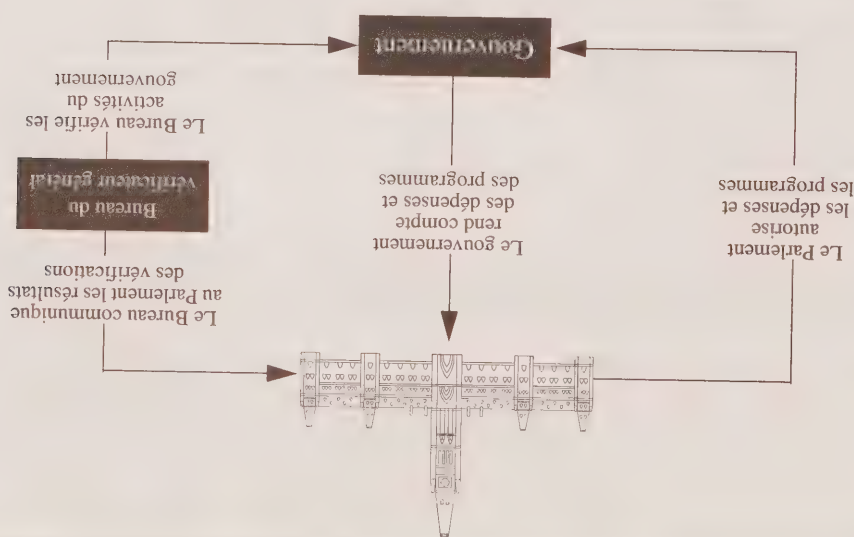 Le Parlement
autorise
les dépenses et
les programmes
Le gouvernement
rend compte
des dépenses et
des programmes
Le Bureau communique
au Parlement les résultats
des vérifications
Bureau du
vérificateur général
Le Bureau vérifie les
activités du
gouvernement
Gouvernement